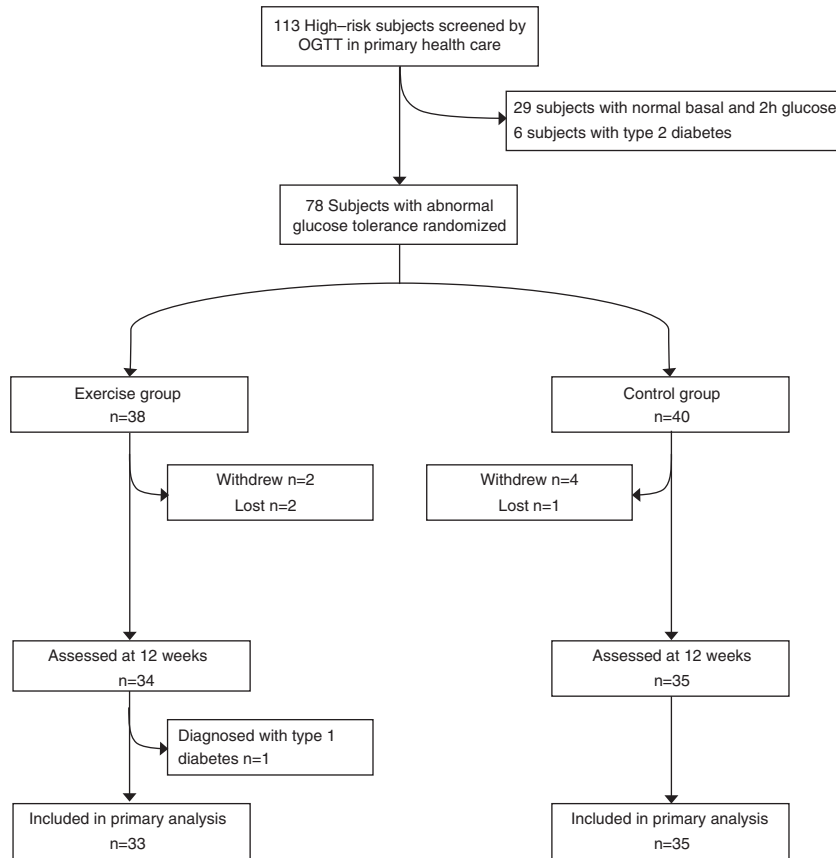 113 High–risk subjects screened by
OGTT in primary health care
29 subjects with normal basal and 2h glucose
6 subjects with type 2 diabetes
78 Subjects with abnormal
glucose tolerance randomized
Exercise group
n=38
Control group
n=40
Withdrew n=2
Lost n=2
Withdrew n=4
Lost n=1
Assessed at 12 weeks
n=34
Assessed at 12 weeks
n=35
Diagnosed with type 1
diabetes n=1
Included in primary analysis
n=33
Included in primary analysis
n=35